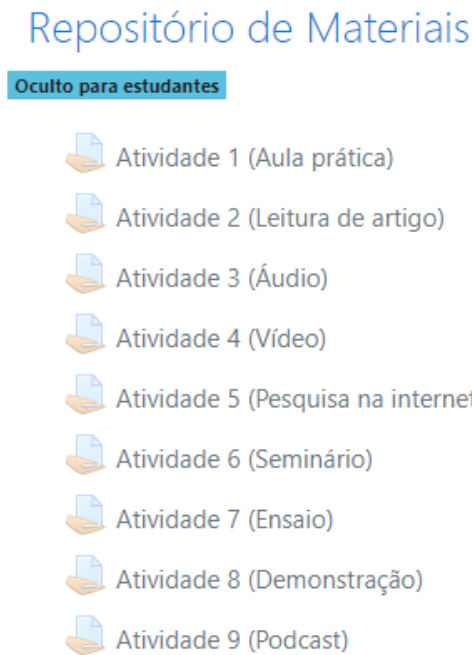 Repositório de Materiais
Oculto para estudantes
Atividade 1 (Aula prática)
Atividade 2 (Leitura de artigo)
Atividade 3 (Áudio)
Atividade 4 (Vídeo)
Atividade 5 (Pesquisa na internet
Atividade 6 (Seminário)
Atividade 7 (Ensaio)
Atividade 8 (Demonstração)
Atividade 9 (Podcast)